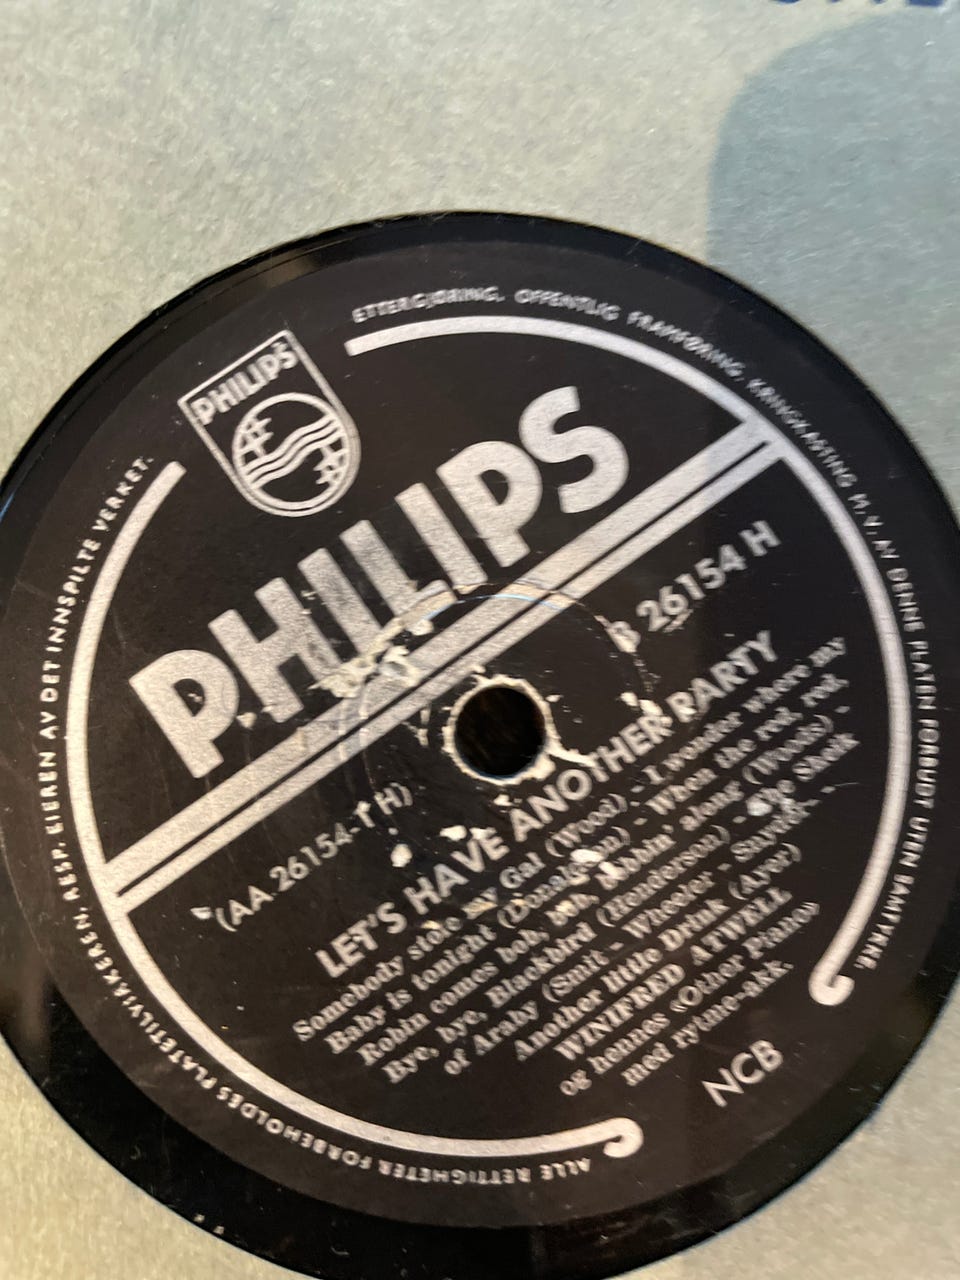 PHILIPS
PHILIPS
B 26154 H
(AA 26154-1 H)
LET'S HAVE ANOTHER PARTY
Somebody stole my Gal (Wood) - I wonder where my
Baby is tonight (Donaldson) - When the red, red
Robin comes bob, bob, bobbin' along (Woods) -
Bye, bye, Blackbird (Henderson) - The Sheik
of Araby (Smit - Wheeler - Snyder -
Another little Drink (Ayer)
WINIFRED ATWELL
og hennes «Other Piano»
med rytme-akk.
NCB
ALLE RETTIGHETER FORBEHOLDES PLATETILVIRKEREN, RESP. EIEREN AV DET INNSPILTE VERKET.
ETTERGJØRING, OFFENTLIG FRAMFØRING, KRINGKASTING M.V. AV DENNE PLATEN FORBUDT UTEN SAMTYKKE.